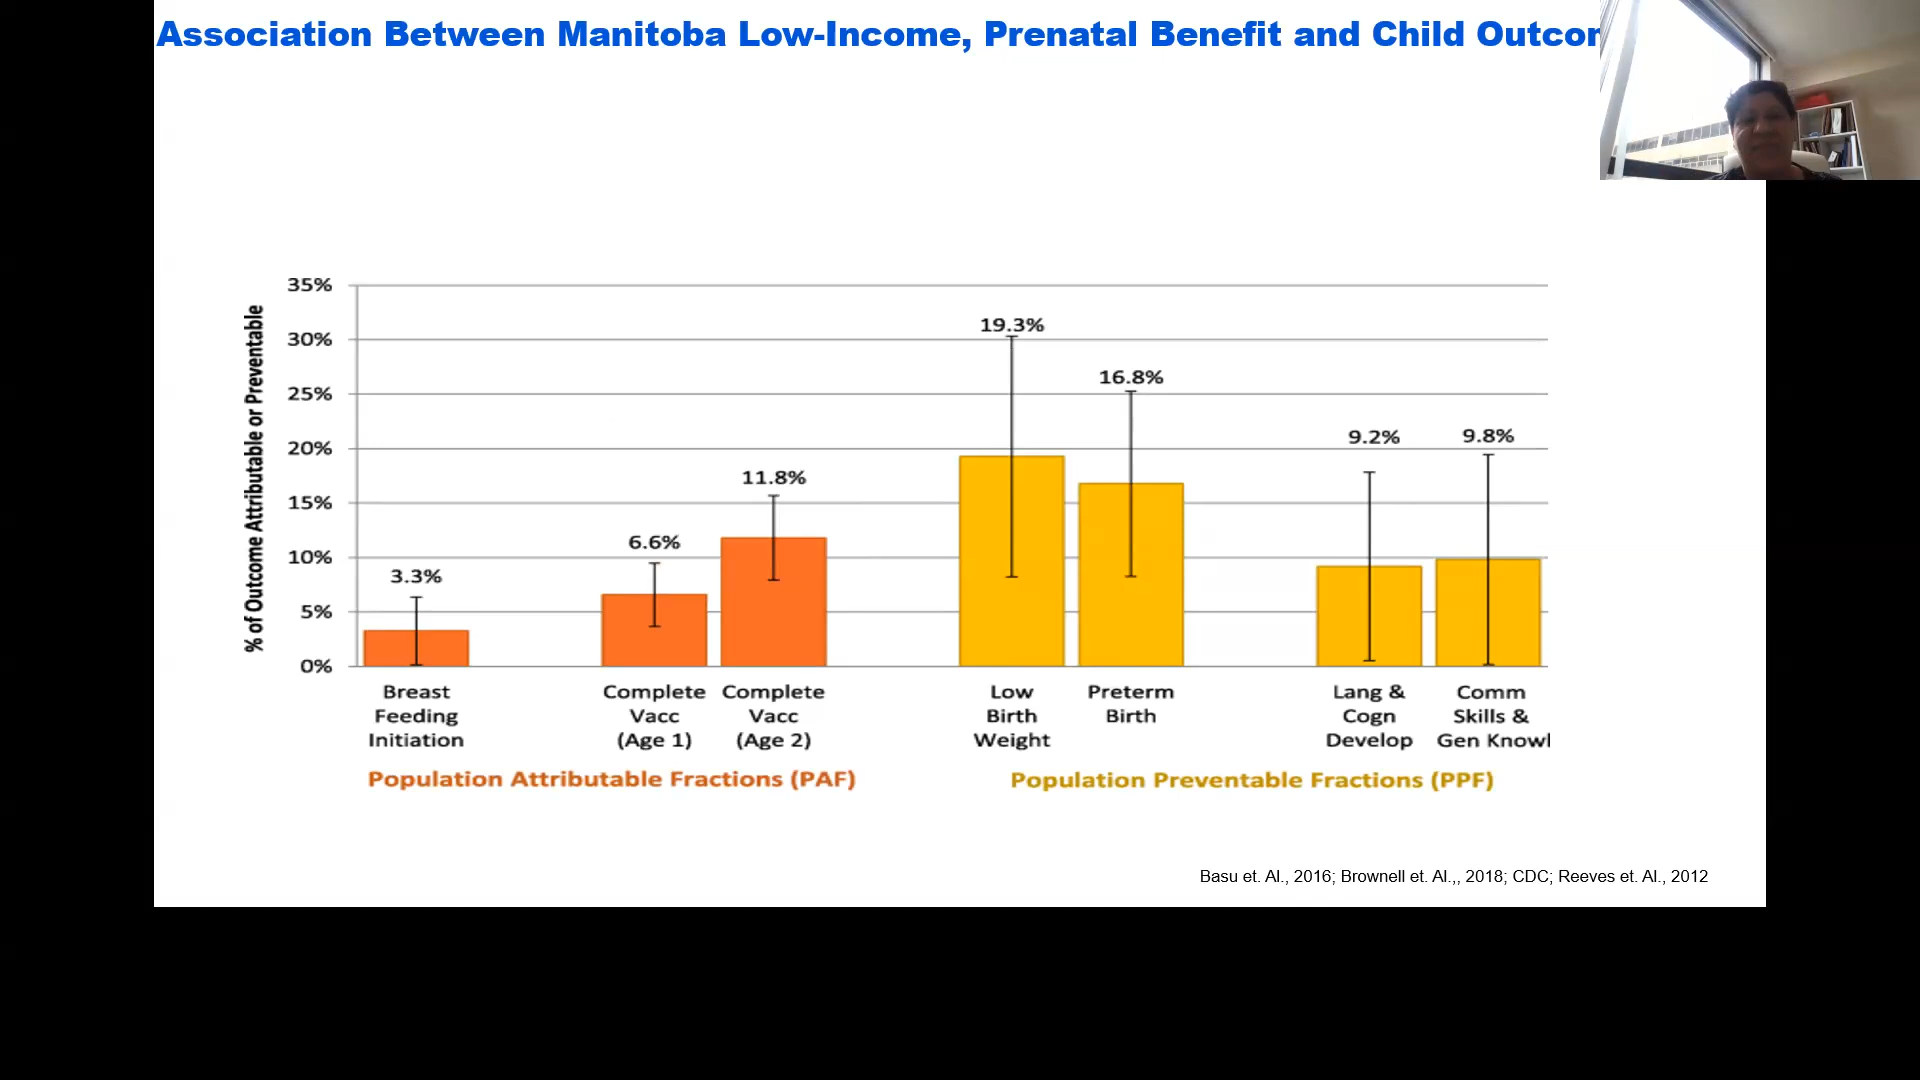 Association Between Manitoba Low-Income, Prenatal Benefit and Child Outcor
% of Outcome Attributable or Preventable
35%
30%
25%
20%
15%
10%
5%
0%
3.3%
6.6%
11.8%
19.3%
16.8%
9.2%
9.8%
Breast
Feeding
Initiation
Complete
Vacc
(Age 1)
Complete
Vacc
(Age 2)
Low
Birth
Weight
Preterm
Birth
Lang &
Cogn
Develop
Comm
Skills &
Gen Knowl
Population Attributable Fractions (PAF)
Population Preventable Fractions (PPF)
Basu et. Al., 2016; Brownell et. Al.,, 2018; CDC; Reeves et. Al., 2012